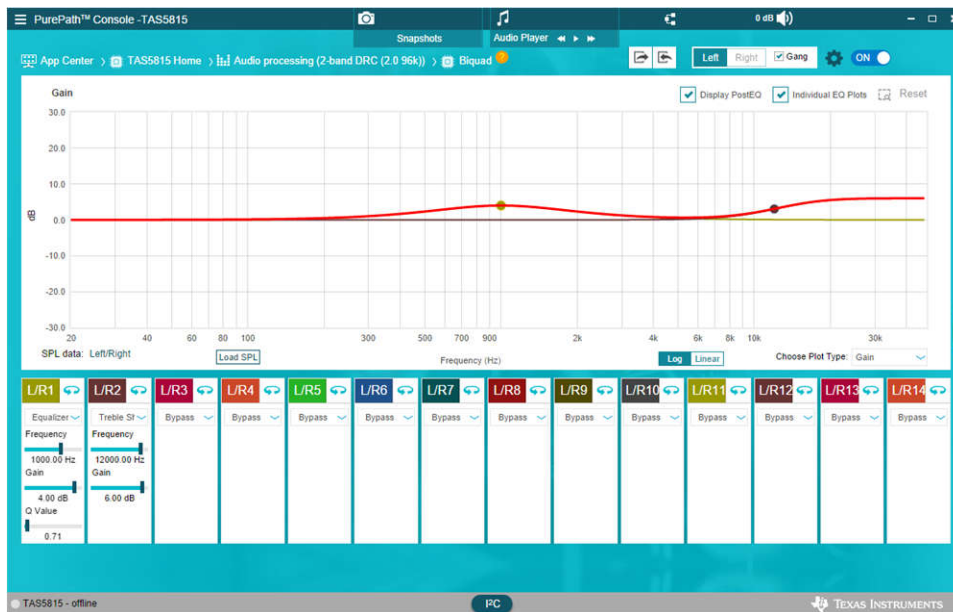 PurePath™ Console -TAS5815
0 dB
Snapshots
Audio Player
App Center > TAS5815 Home > Audio processing (2-band DRC (2.0 96k)) > Biquad ?
Left Right Gang ON
Gain
Display PostEQ Individual EQ Plots Reset
30.0
20.0
10.0
0.0
-10.0
-20.0
-30.0
dB
20 40 60 80 100 300 500 700 900 2k 4k 6k 8k 10k 30k
SPL data: Left/Right Load SPL Frequency (Hz) Log Linear Choose Plot Type: Gain
L/R1 L/R2 L/R3 L/R4 L/R5 L/R6 L/R7 L/R8 L/R9 L/R10 L/R11 L/R12 L/R13 L/R14
Equalizer Treble Sf Bypass Bypass Bypass Bypass Bypass Bypass Bypass Bypass Bypass Bypass Bypass Bypass
Frequency Frequency
1000.00 Hz 12000.00 Hz
Gain Gain
4.00 dB 6.00 dB
Q Value
0.71
TAS5815 - offline I²C TEXAS INSTRUMENTS